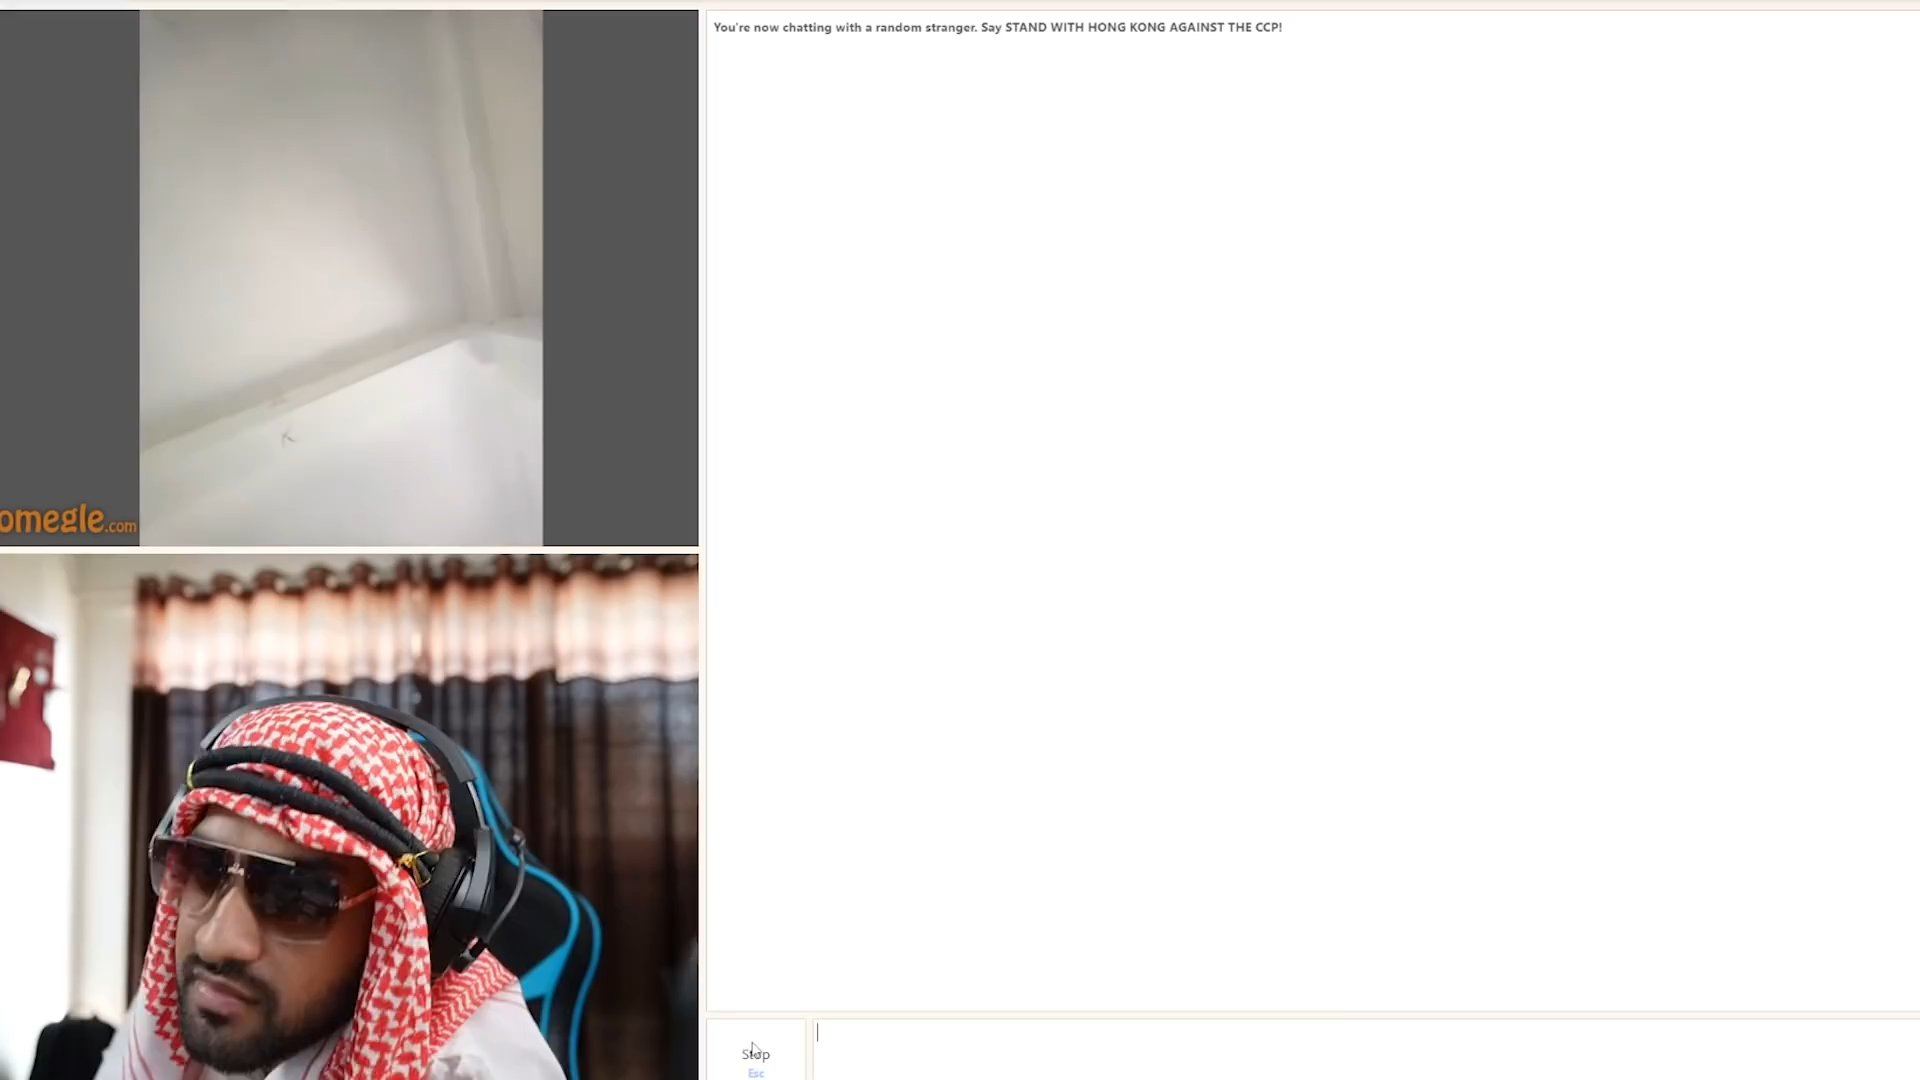 You're now chatting with a random stranger. Say STAND WITH HONG KONG AGAINST THE CCP!
omegle.com
Stop
Esc